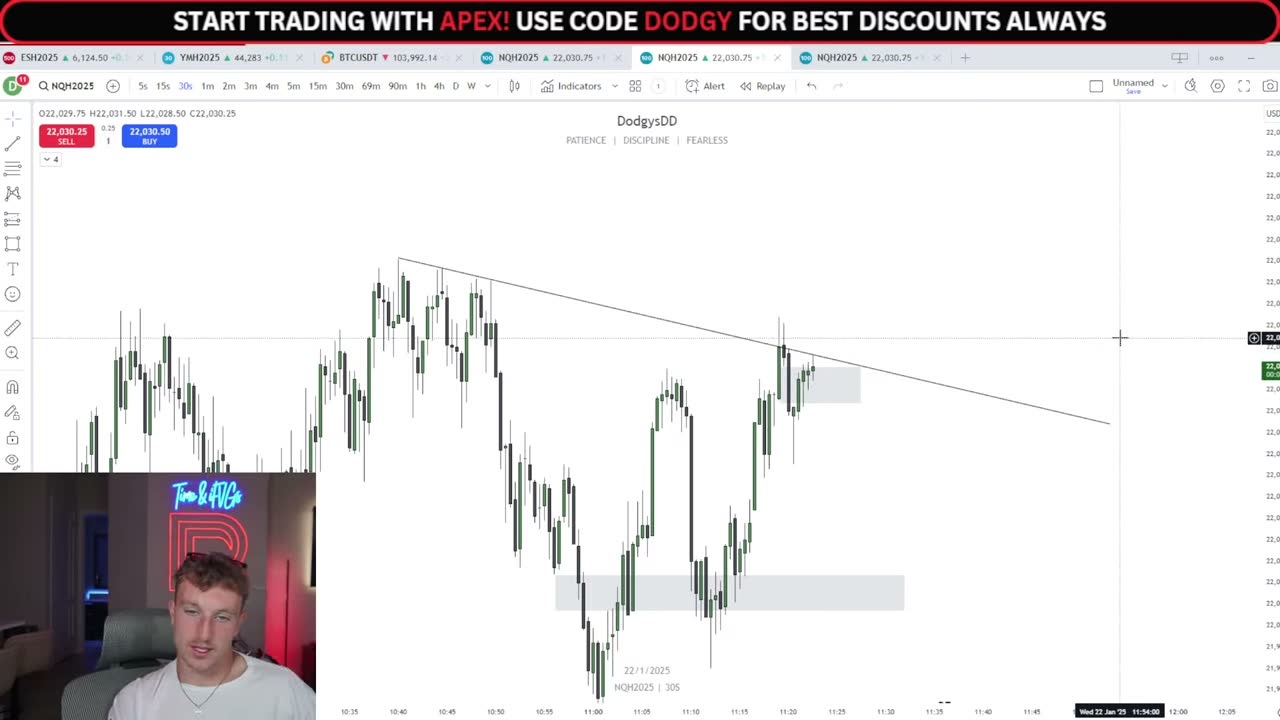 START TRADING WITH APEX! USE CODE DODGY FOR BEST DISCOUNTS ALWAYS
ESH2025 6,124.50
YMH2025 44,283
BTCUSDT 103,992.14
NQH2025 22,030.75
NQH2025 22,030.75
NQH2025 22,030.75
D 11 NQH2025 5s 15s 30s 1m 2m 3m 4m 5m 15m 30m 69m 90m 1h 4h D W Indicators 1 Alert Replay Unnamed
Save
O22,029.75 H22,031.50 L22,028.50 C22,030.25
22,030.25 0.25 22,030.50
SELL 1 BUY
4
DodgysDD
PATIENCE | DISCIPLINE | FEARLESS
USD
Time & iFVGs
22/1/2025
NQH2025 | 30S
10:35 10:40 10:45 10:50 10:55 11:00 11:05 11:10 11:15 11:20 11:25 11:30 11:35 11:40 11:45 Wed 22 Jan '25 11:54:00 12:00 12:05